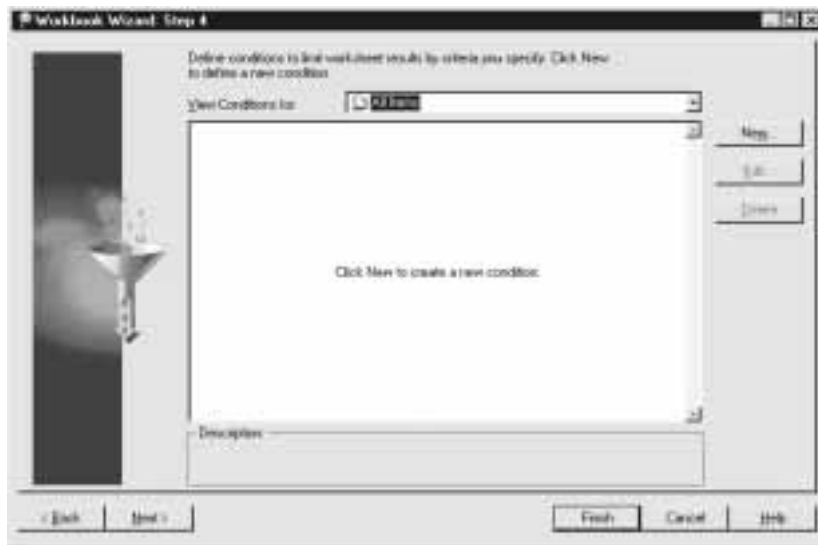 Workbook Wizard: Step 4
Define conditions to limit worksheet results by criteria you specify. Click New
to define a new condition.
View Conditions for: All Items
New...
Edit...
Delete
Click New to create a new condition.
Description
< Back Next > Finish Cancel Help